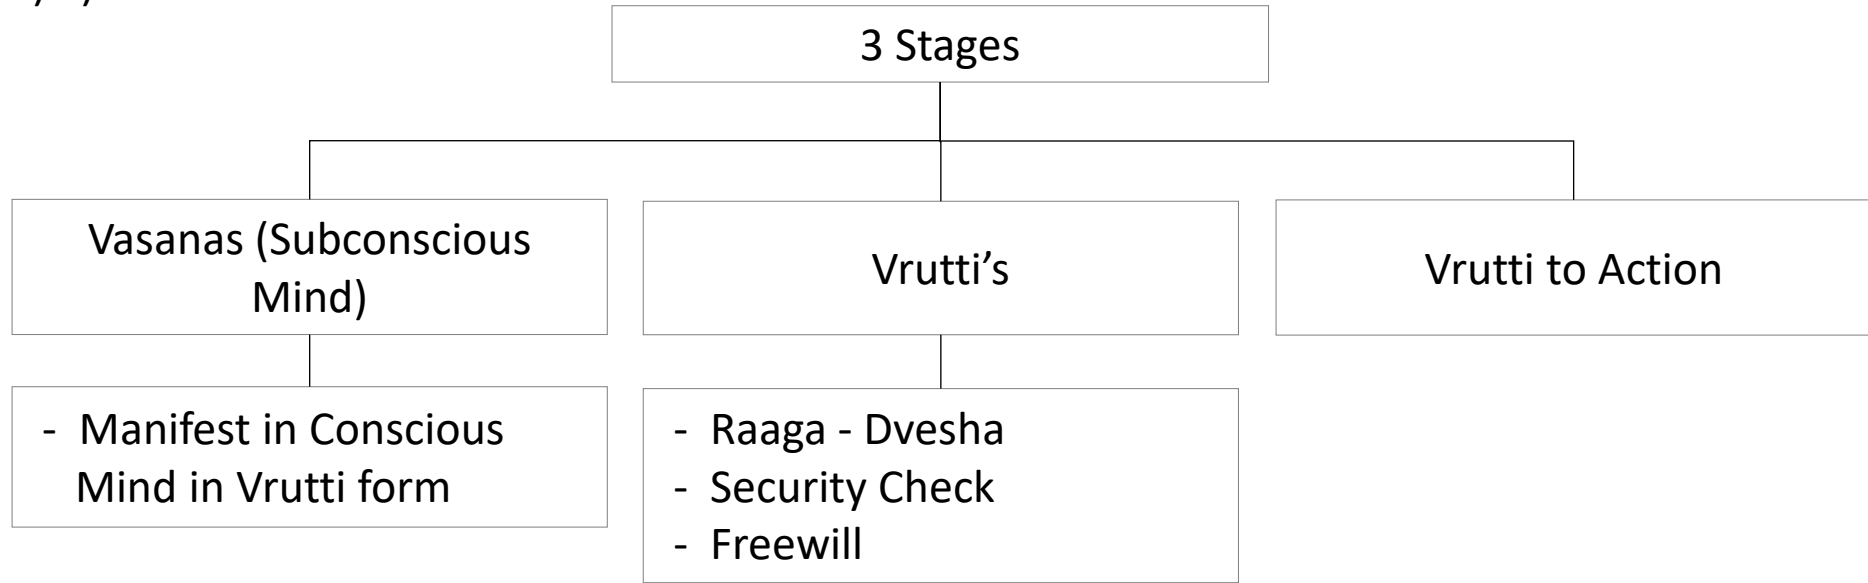 3 Stages
Vasanas (Subconscious
Mind)
Vrutti’s
Vrutti to Action
- Manifest in Conscious
Mind in Vrutti form
- Raaga - Dvesha
- Security Check
- Freewill